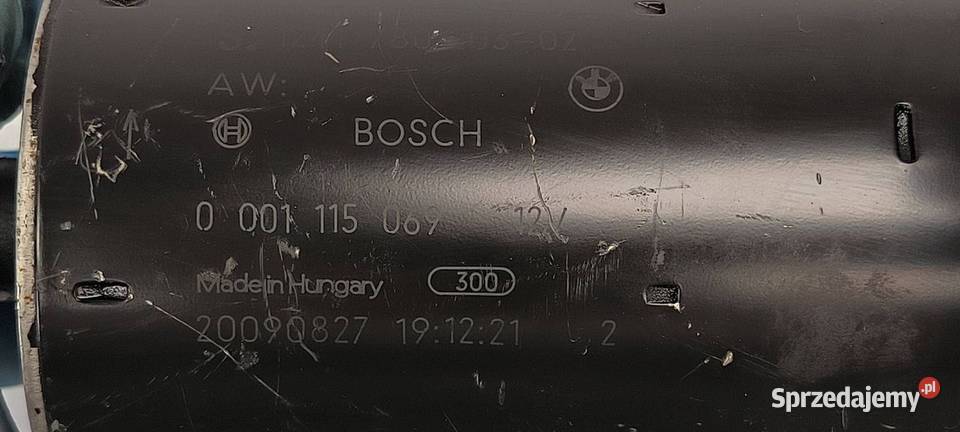 AW:
BOSCH
0 001 115 069 12V
Made in Hungary 300
20090827 19:12:21 2
Sprzedajemy.pl